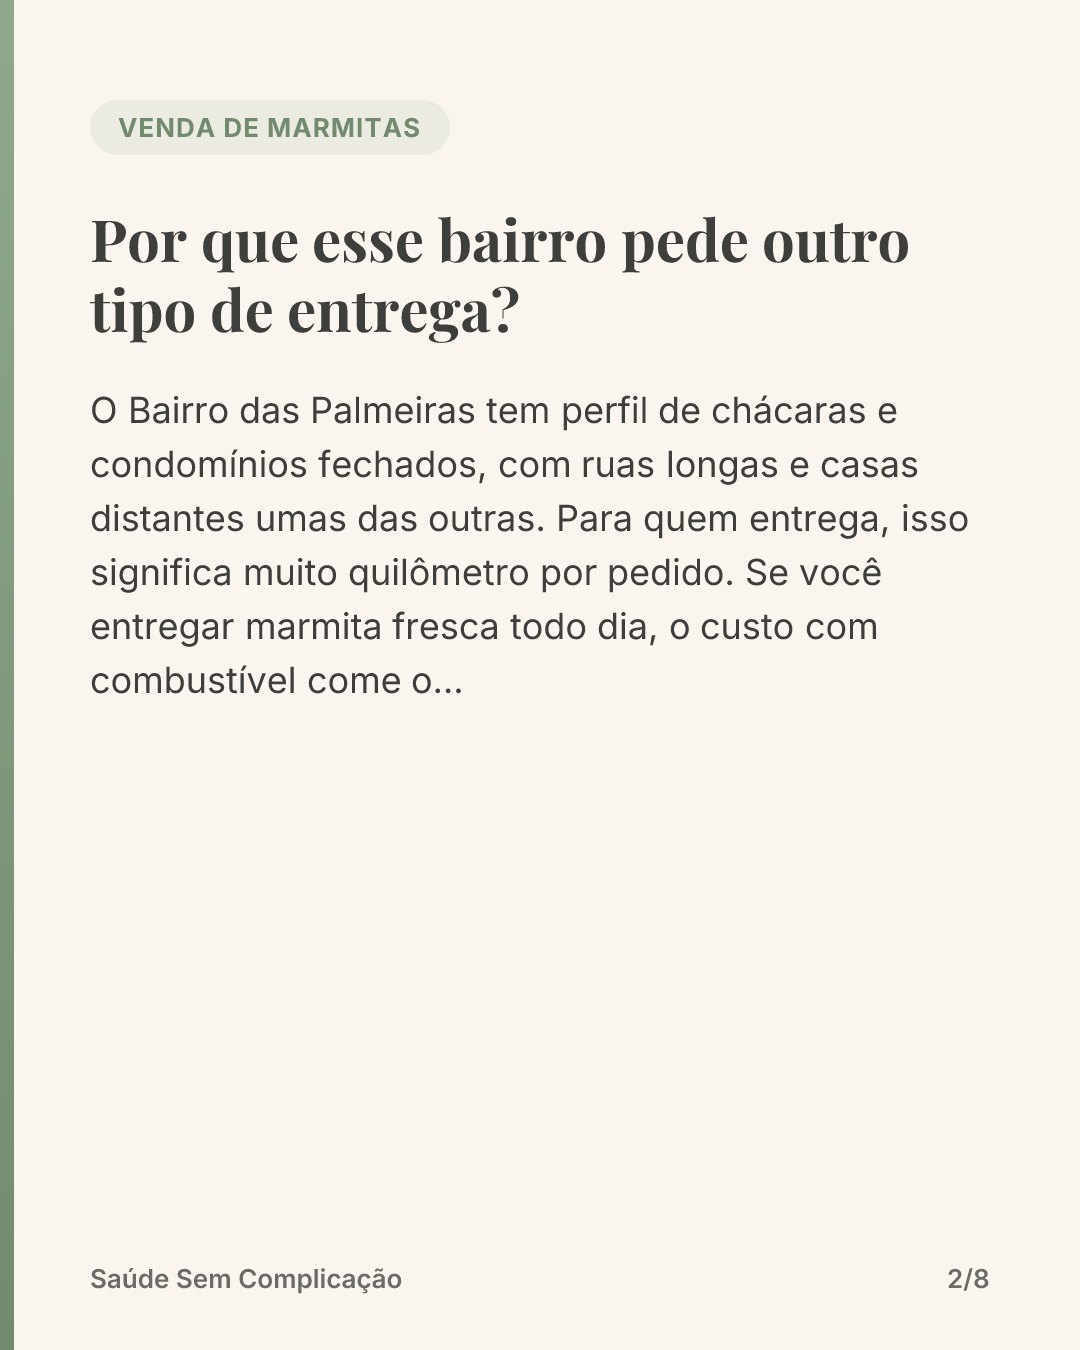 VENDA DE MARMITAS
Por que esse bairro pede outro
tipo de entrega?
O Bairro das Palmeiras tem perfil de chácaras e
condomínios fechados, com ruas longas e casas
distantes umas das outras. Para quem entrega, isso
significa muito quilômetro por pedido. Se você
entregar marmita fresca todo dia, o custo com
combustível come o...
Saúde Sem Complicação
2/8